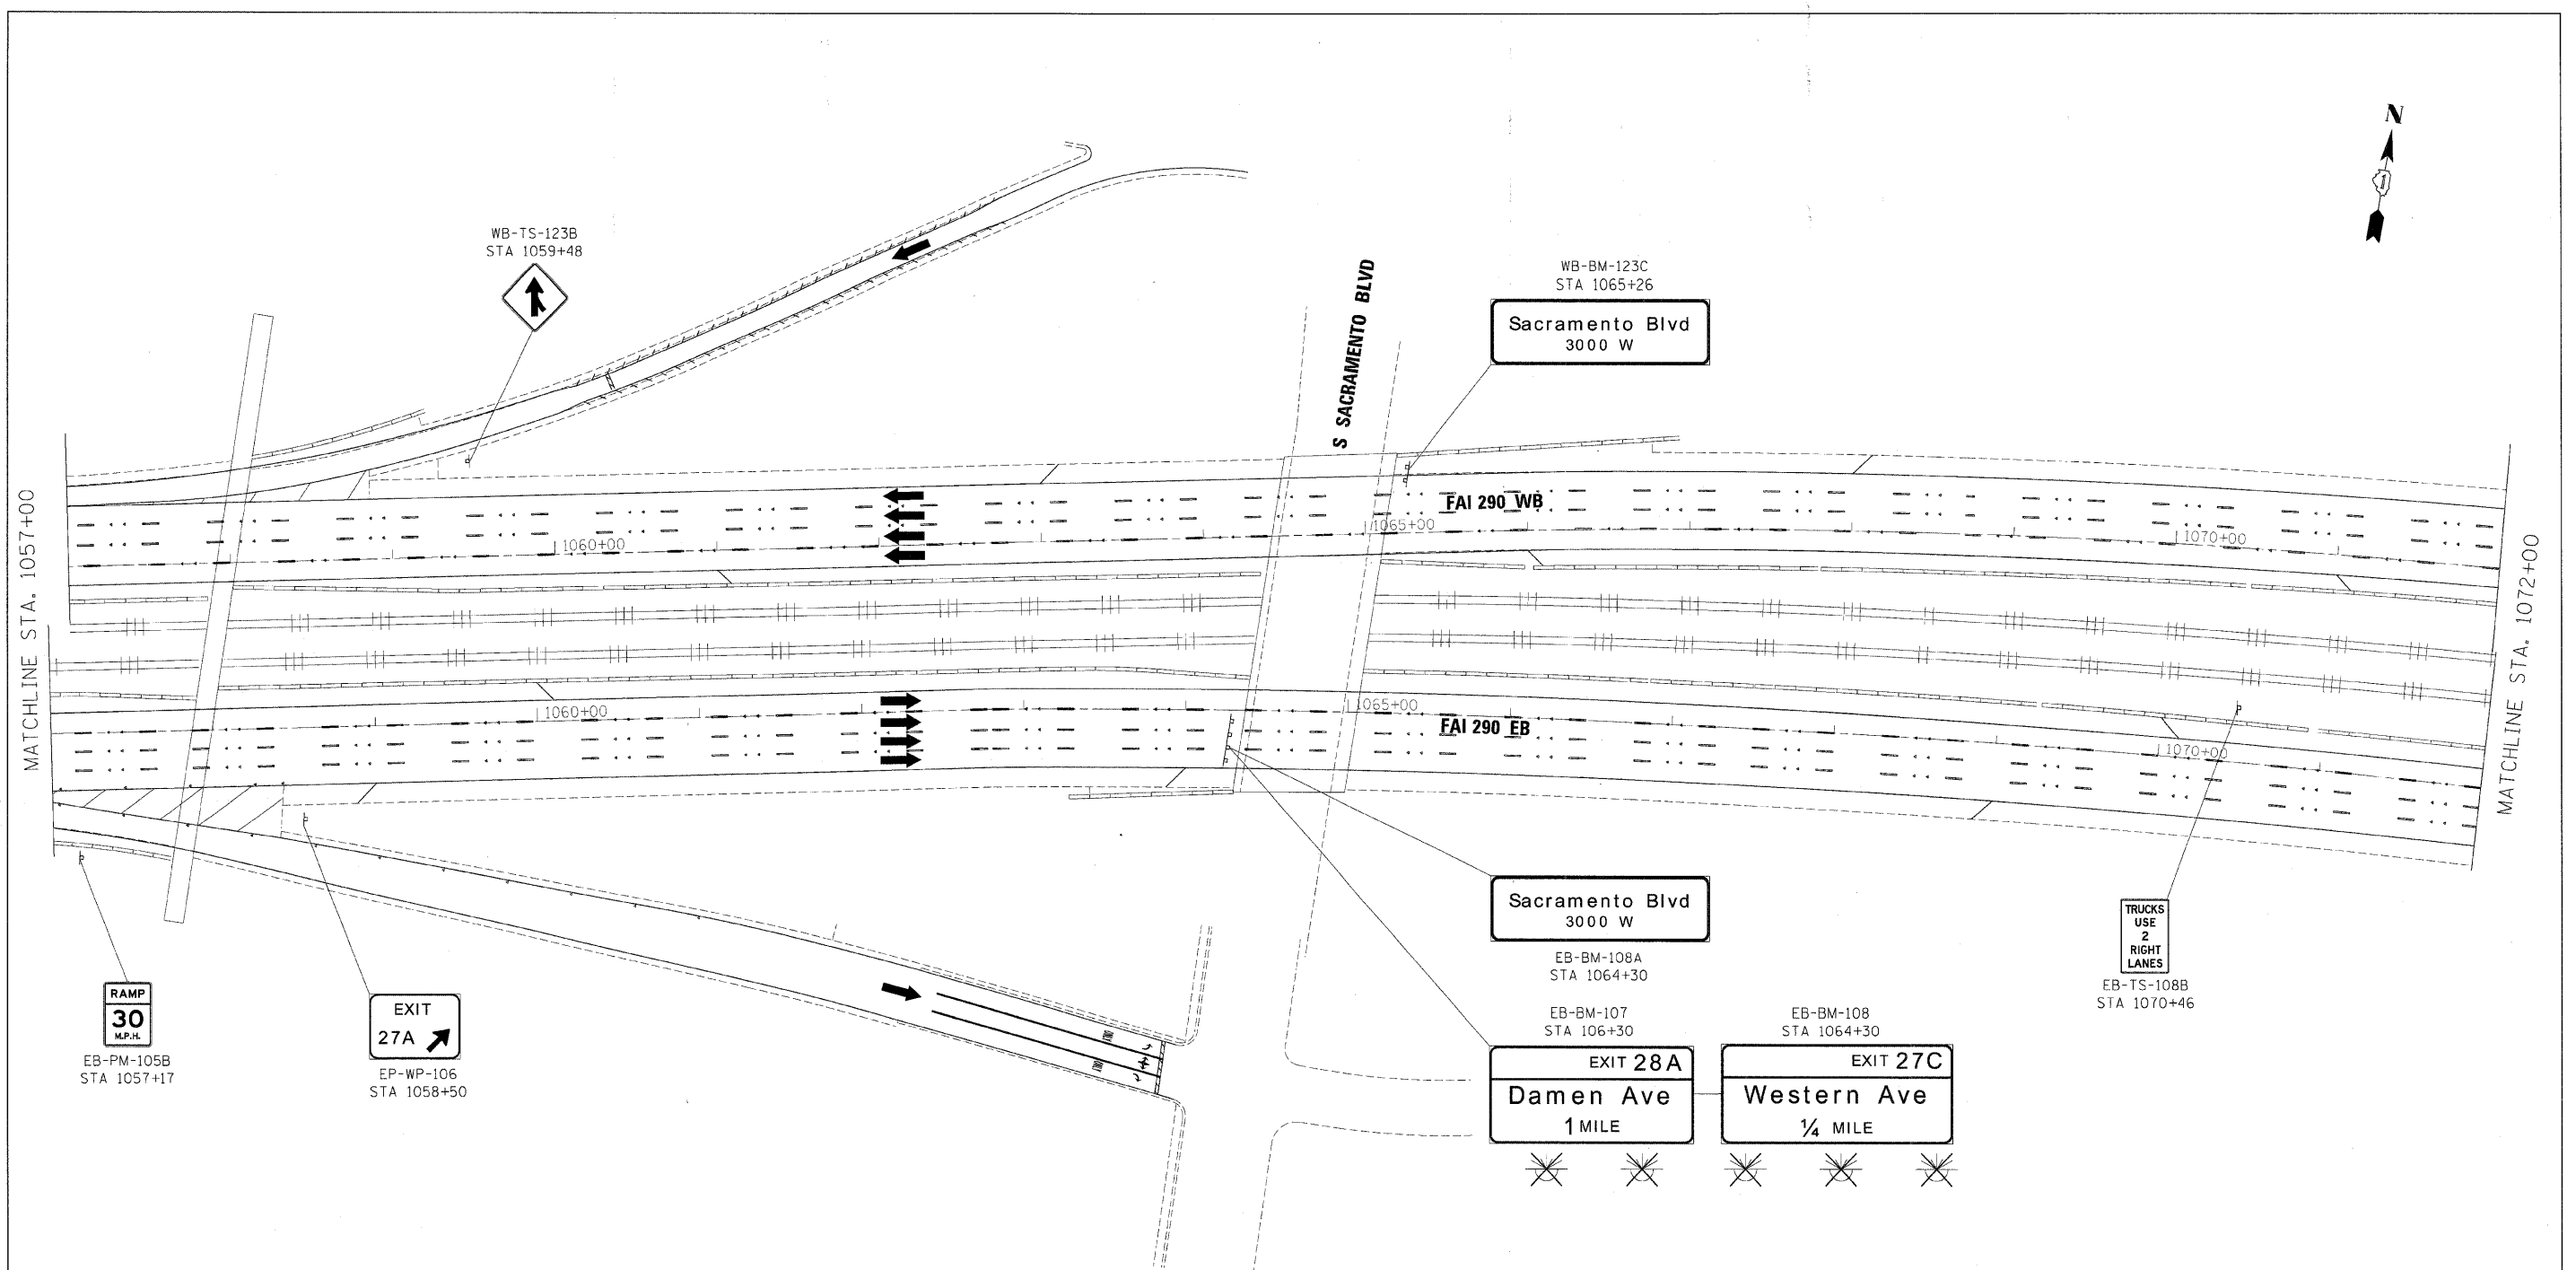 N
WB-TS-123B
STA 1059+48
WB-BM-123C
STA 1065+26
Sacramento Blvd
3000 W
S SACRAMENTO BLVD
MATCHLINE STA. 1057+00
FAI 290 WB
1060+00
1065+00
1070+00
MATCHLINE STA. 1072+00
1060+00
1065+00
FAI 290 EB
1070+00
Sacramento Blvd
3000 W
EB-BM-108A
STA 1064+30
TRUCKS
USE
2
RIGHT
LANES
EB-TS-108B
STA 1070+46
RAMP
30
M.P.H.
EB-PM-105B
STA 1057+17
EXIT
27A
EP-WP-106
STA 1058+50
EB-BM-107
STA 106+30
EXIT 28A
Damen Ave
1 MILE
EB-BM-108
STA 1064+30
EXIT 27C
Western Ave
¼ MILE